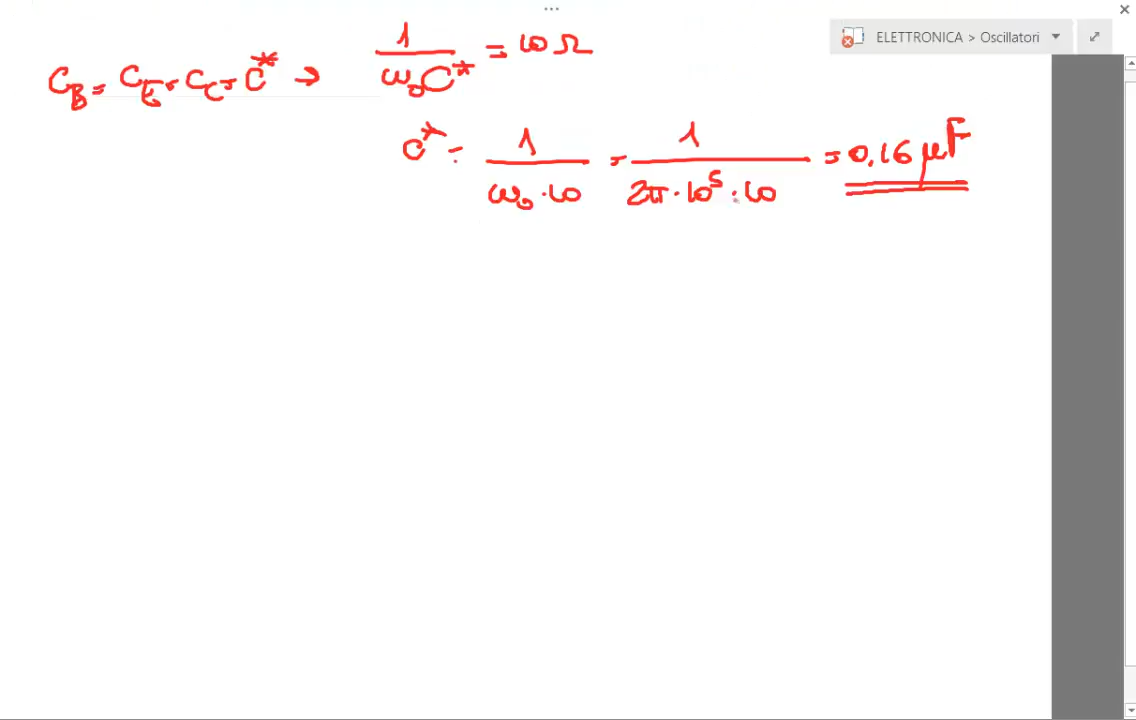 ...
ELETTRONICA > Oscillatori
C_B = C_E = C_C = C* → 1/(ω₀C*) = 10 Ω
C* = 1/(ω₀ · 10) = 1/(2π · 10⁵ · 10) = 0.16 μF